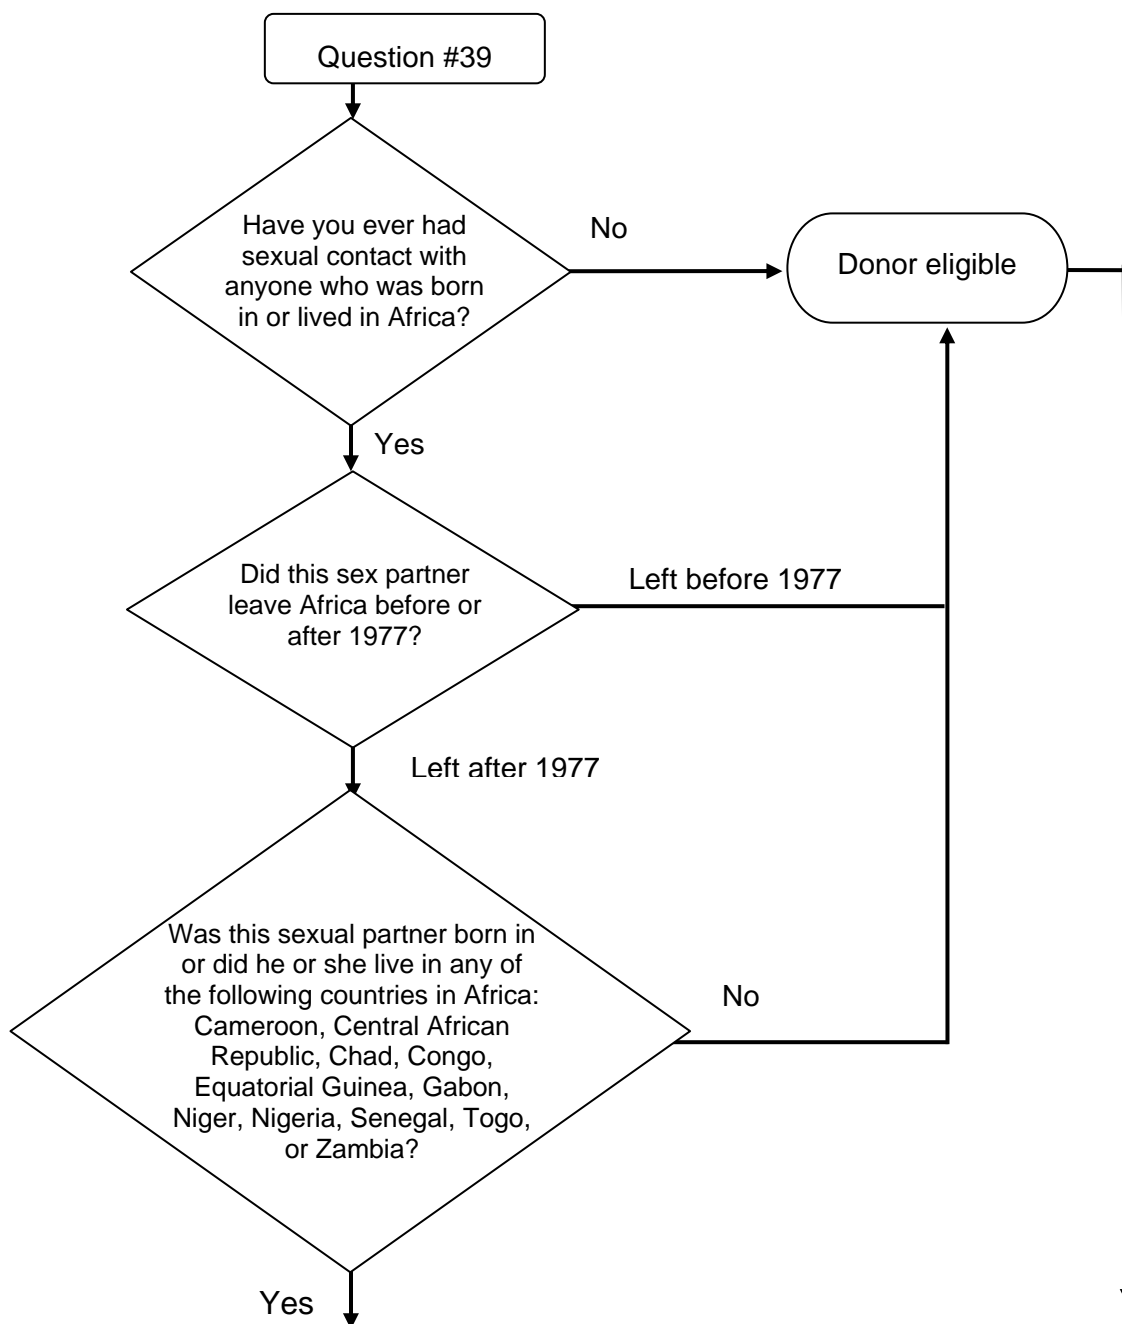 Question #39
Have you ever had
sexual contact with
anyone who was born
in or lived in Africa?
No
Donor eligible
Yes
Did this sex partner
leave Africa before or
after 1977?
Left before 1977
Left after 1977
Was this sexual partner born in
or did he or she live in any of
the following countries in Africa:
Cameroon, Central African
Republic, Chad, Congo,
Equatorial Guinea, Gabon,
Niger, Nigeria, Senegal, Togo,
or Zambia?
No
Yes